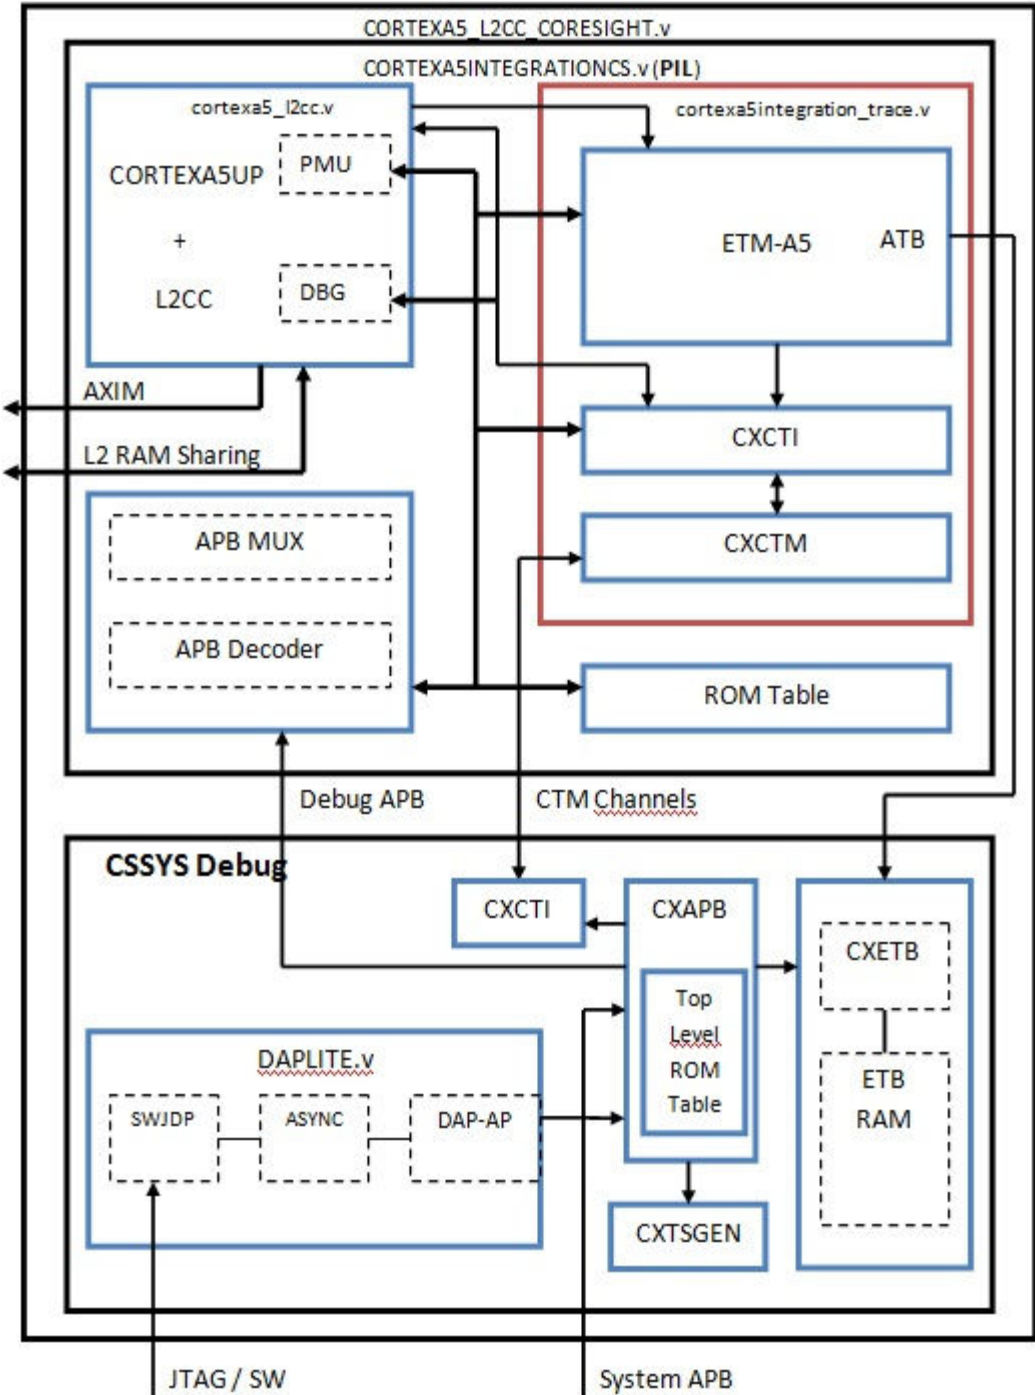 CORTEXA5_L2CC_CORESIGHT.v
CORTEXA5INTEGRATIONCS.v (PIL)
cortexa5_l2cc.v
CORTEXA5UP
+
L2CC
PMU
DBG
cortexa5integration_trace.v
ETM-A5
ATB
CXCTI
CXCTM
AXIM
L2 RAM Sharing
APB MUX
APB Decoder
ROM Table
Debug APB
CTM Channels
CSSYS Debug
CXCTI
CXAPB
Top
Level
ROM
Table
CXETB
ETB
RAM
DAPLITE.v
SWJDP
ASYNC
DAP-AP
CXTSGEN
JTAG / SW
System APB